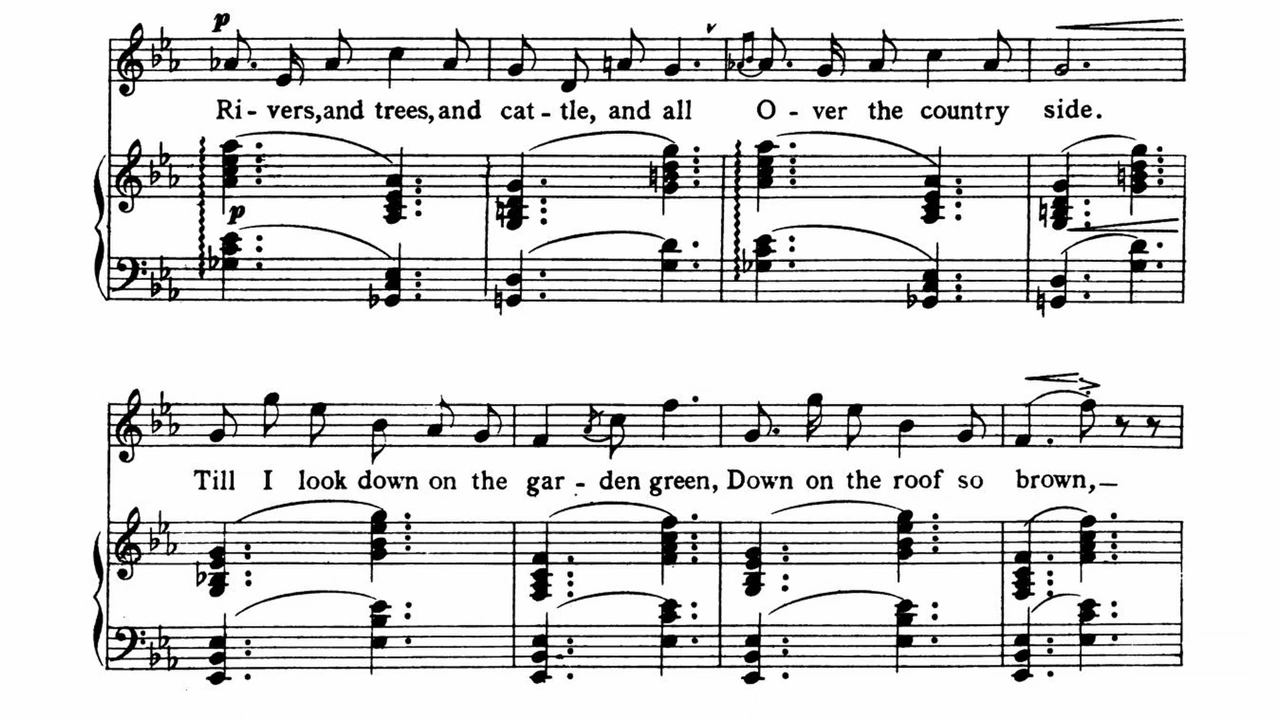 p
Ri - vers,and trees,and cat - tle, and all O - ver the country side.
p
Till I look down on the gar - den green, Down on the roof so brown,—